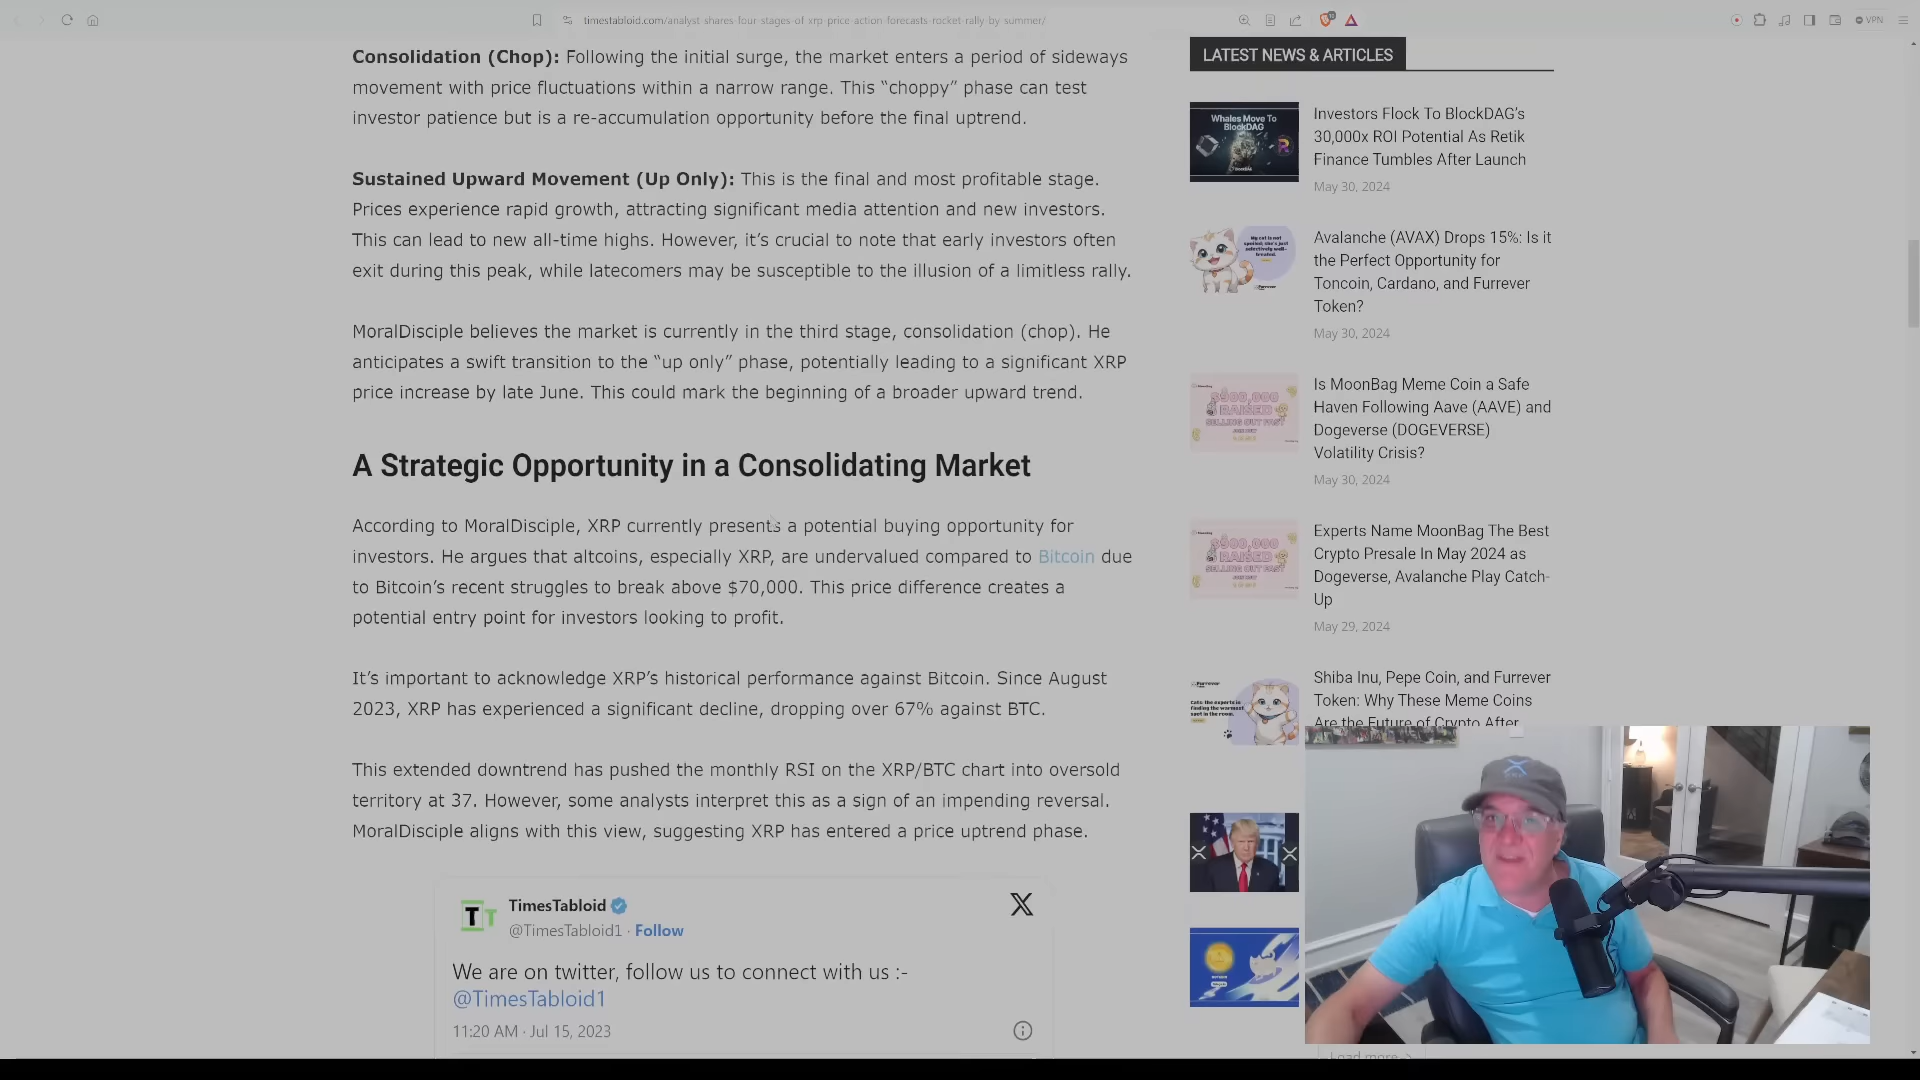 timestabloid.com/analyst-shares-four-stages-of-xrp-price-action-forecasts-rocket-rally-by-summer/
VPN
Consolidation (Chop): Following the initial surge, the market enters a period of sideways
movement with price fluctuations within a narrow range. This “choppy” phase can test
investor patience but is a re-accumulation opportunity before the final uptrend.
Sustained Upward Movement (Up Only): This is the final and most profitable stage.
Prices experience rapid growth, attracting significant media attention and new investors.
This can lead to new all-time highs. However, it’s crucial to note that early investors often
exit during this peak, while latecomers may be susceptible to the illusion of a limitless rally.
MoralDisciple believes the market is currently in the third stage, consolidation (chop). He
anticipates a swift transition to the “up only” phase, potentially leading to a significant XRP
price increase by late June. This could mark the beginning of a broader upward trend.
A Strategic Opportunity in a Consolidating Market
According to MoralDisciple, XRP currently presents a potential buying opportunity for
investors. He argues that altcoins, especially XRP, are undervalued compared to Bitcoin due
to Bitcoin’s recent struggles to break above $70,000. This price difference creates a
potential entry point for investors looking to profit.
It’s important to acknowledge XRP’s historical performance against Bitcoin. Since August
2023, XRP has experienced a significant decline, dropping over 67% against BTC.
This extended downtrend has pushed the monthly RSI on the XRP/BTC chart into oversold
territory at 37. However, some analysts interpret this as a sign of an impending reversal.
MoralDisciple aligns with this view, suggesting XRP has entered a price uptrend phase.
TimesTabloid
@TimesTabloid1 · Follow
We are on twitter, follow us to connect with us :-
@TimesTabloid1
11:20 AM · Jul 15, 2023
LATEST NEWS & ARTICLES
Whales Move To
BlockDAG
Investors Flock To BlockDAG’s
30,000x ROI Potential As Retik
Finance Tumbles After Launch
May 30, 2024
Avalanche (AVAX) Drops 15%: Is it
the Perfect Opportunity for
Toncoin, Cardano, and Furrever
Token?
May 30, 2024
$900,000
RAISED
SELLING OUT FAST
Is MoonBag Meme Coin a Safe
Haven Following Aave (AAVE) and
Dogeverse (DOGEVERSE)
Volatility Crisis?
May 30, 2024
$900,000
RAISED
SELLING OUT FAST
Experts Name MoonBag The Best
Crypto Presale In May 2024 as
Dogeverse, Avalanche Play Catch-
Up
May 29, 2024
Shiba Inu, Pepe Coin, and Furrever
Token: Why These Meme Coins
Are the Future of Crypto After
Load more